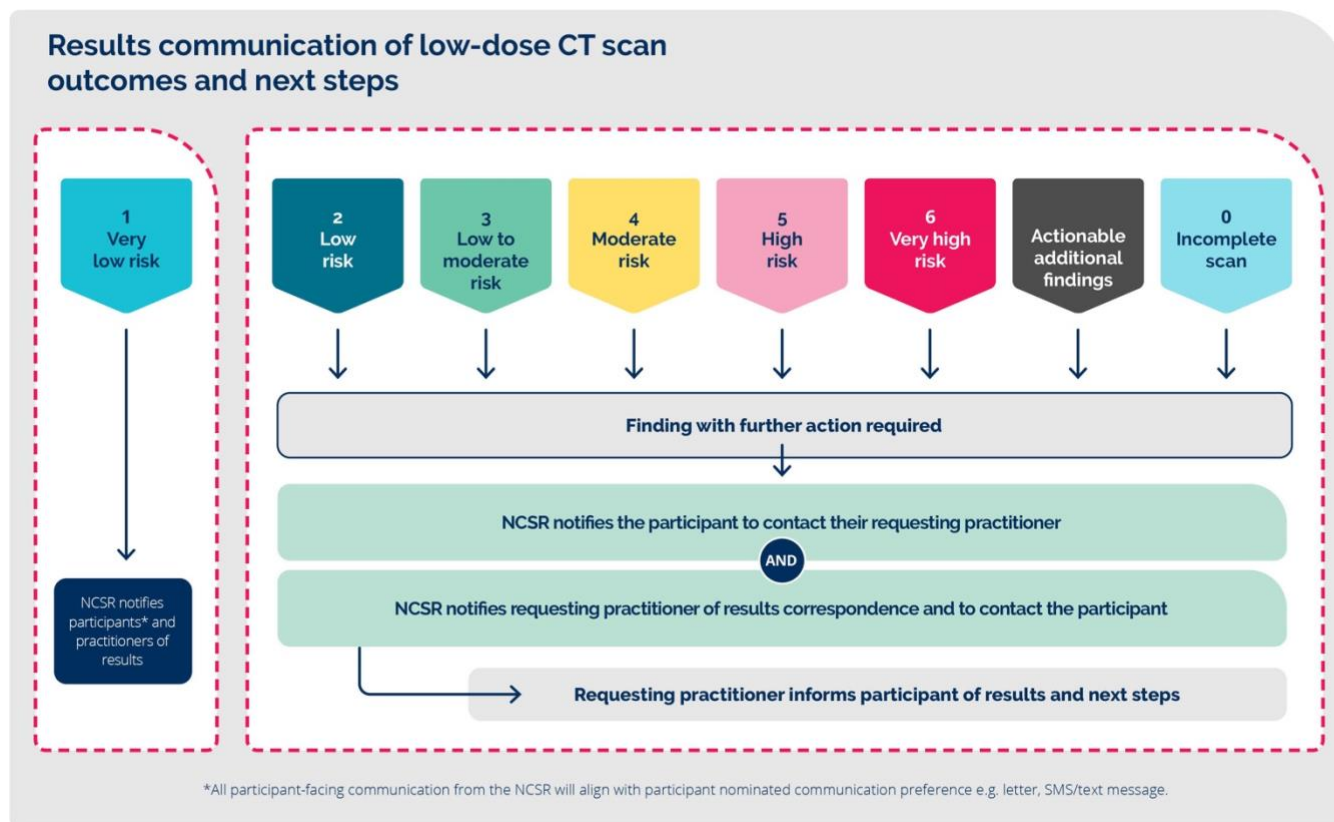 Results communication of low-dose CT scan
outcomes and next steps
1
Very
low risk
NCSR notifies
participants* and
practitioners of
results
2
Low
risk
3
Low to
moderate
risk
4
Moderate
risk
5
High
risk
6
Very high
risk
Actionable
additional
findings
0
Incomplete
scan
Finding with further action required
NCSR notifies the participant to contact their requesting practitioner
AND
NCSR notifies requesting practitioner of results correspondence and to contact the participant
Requesting practitioner informs participant of results and next steps
*All participant-facing communication from the NCSR will align with participant nominated communication preference e.g. letter, SMS/text message.